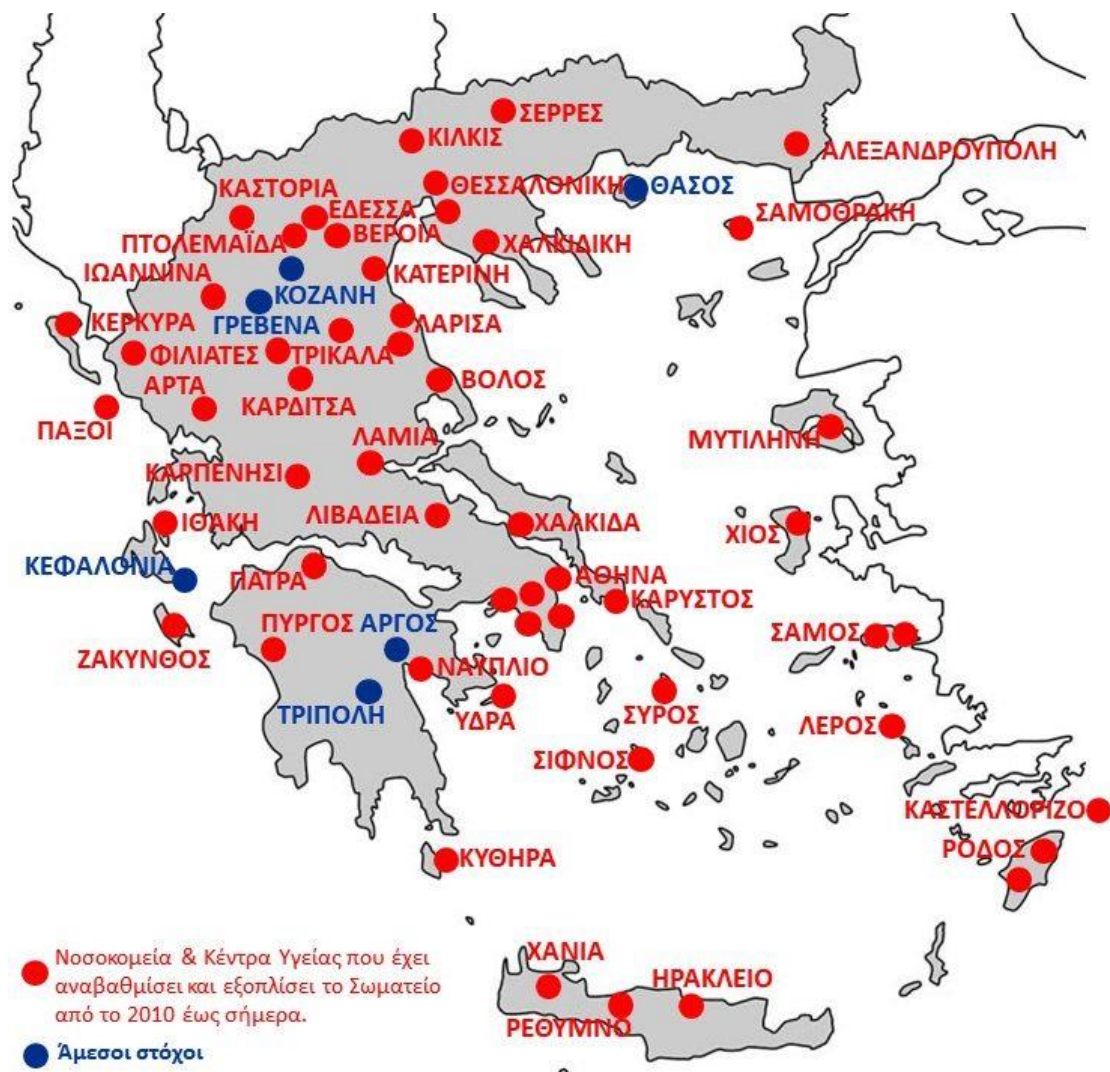 ΣΕΡΡΕΣ
ΚΙΛΚΙΣ
ΑΛΕΞΑΝΔΡΟΥΠΟΛΗ
ΘΕΣΣΑΛΟΝΙΚΗ
ΘΑΣΟΣ
ΚΑΣΤΟΡΙΑ
ΕΔΕΣΣΑ
ΣΑΜΟΘΡΑΚΗ
ΠΤΟΛΕΜΑΪΔΑ
ΒΕΡΟΙΑ
ΧΑΛΚΙΔΙΚΗ
ΙΩΑΝΝΙΝΑ
ΚΑΤΕΡΙΝΗ
ΚΟΖΑΝΗ
ΚΕΡΚΥΡΑ
ΓΡΕΒΕΝΑ
ΛΑΡΙΣΑ
ΦΙΛΙΑΤΕΣ
ΤΡΙΚΑΛΑ
ΑΡΤΑ
ΒΟΛΟΣ
ΚΑΡΔΙΤΣΑ
ΠΑΞΟΙ
ΛΑΜΙΑ
ΜΥΤΙΛΗΝΗ
ΚΑΡΠΕΝΗΣΙ
ΙΘΑΚΗ
ΛΙΒΑΔΕΙΑ
ΧΑΛΚΙΔΑ
ΧΙΟΣ
ΚΕΦΑΛΟΝΙΑ
ΠΑΤΡΑ
ΑΘΗΝΑ
ΚΑΡΥΣΤΟΣ
ΠΥΡΓΟΣ
ΑΡΓΟΣ
ΣΑΜΟΣ
ΖΑΚΥΝΘΟΣ
ΝΑΥΠΛΙΟ
ΤΡΙΠΟΛΗ
ΥΔΡΑ
ΣΥΡΟΣ
ΛΕΡΟΣ
ΣΙΦΝΟΣ
ΚΑΣΤΕΛΛΟΡΙΖΟ
ΡΟΔΟΣ
ΚΥΘΗΡΑ
ΧΑΝΙΑ
ΗΡΑΚΛΕΙΟ
ΡΕΘΥΜΝΟ
Νοσοκομεία & Κέντρα Υγείας που έχει
αναβαθμίσει και εξοπλίσει το Σωματείο
από το 2010 έως σήμερα.
Άμεσοι στόχοι